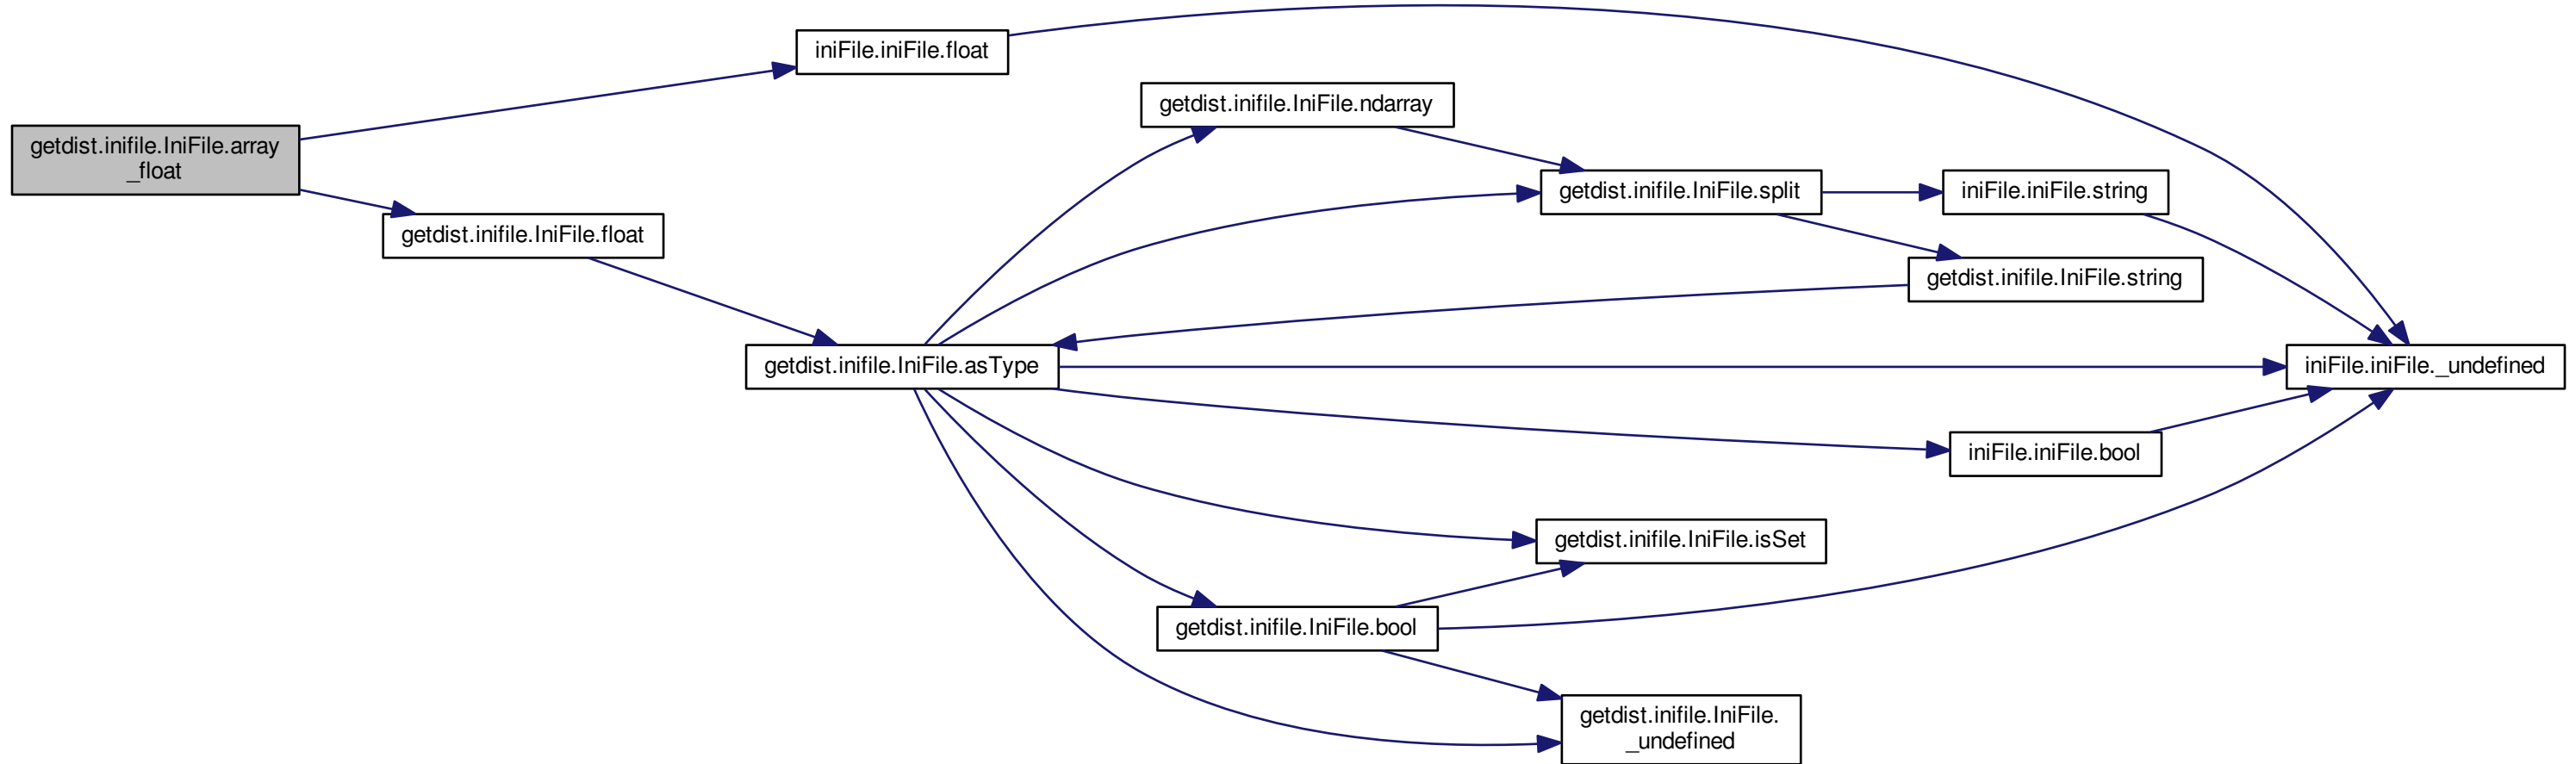 iniFile.iniFile.float
getdist.inifile.IniFile.ndarray
getdist.inifile.IniFile.array
_float
getdist.inifile.IniFile.split
iniFile.iniFile.string
getdist.inifile.IniFile.float
getdist.inifile.IniFile.string
getdist.inifile.IniFile.asType
iniFile.iniFile._undefined
iniFile.iniFile.bool
getdist.inifile.IniFile.isSet
getdist.inifile.IniFile.bool
getdist.inifile.IniFile.
_undefined